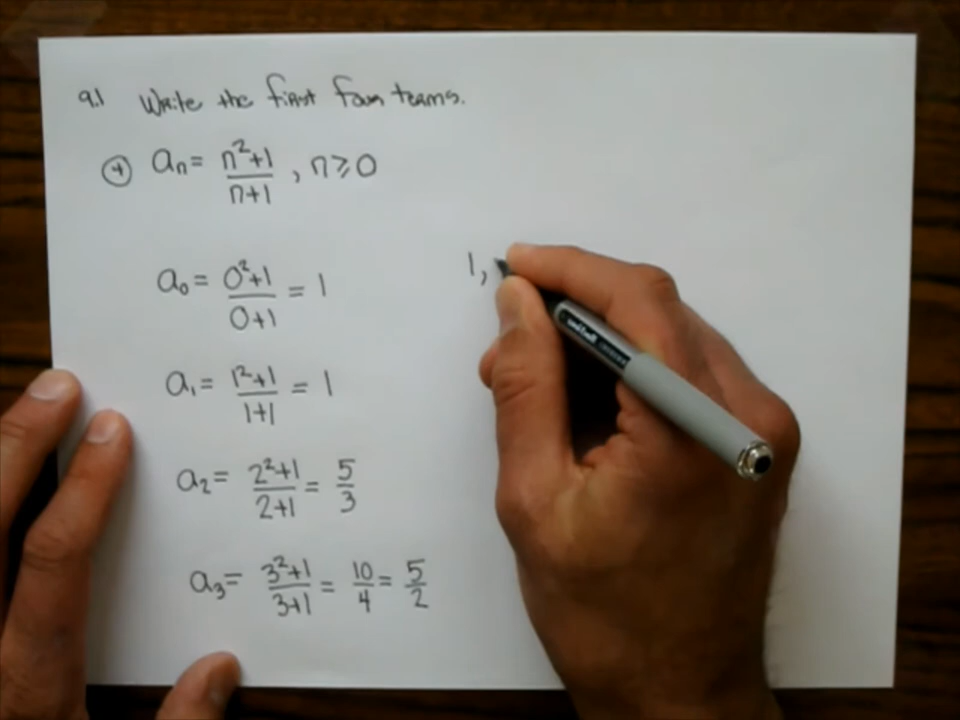 9.1 Write the first four terms.
④ aₙ = n²+1/n+1 , n ≥ 0
a₀ = 0²+1/0+1 = 1
1,
a₁ = 1²+1/1+1 = 1
a₂ = 2²+1/2+1 = 5/3
a₃ = 3²+1/3+1 = 10/4 = 5/2